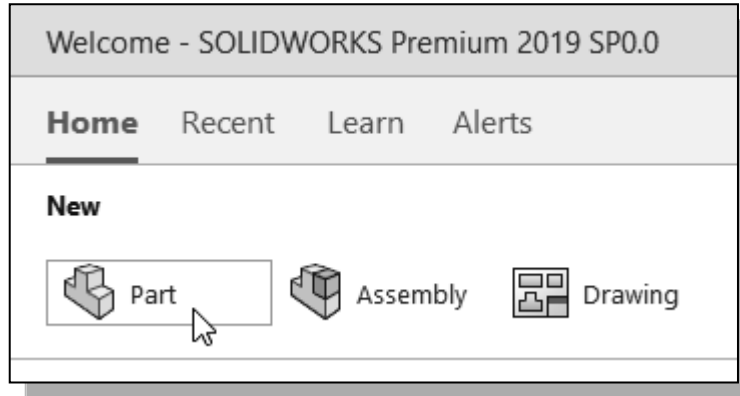 Welcome - SOLIDWORKS Premium 2019 SP0.0
Home Recent Learn Alerts
New
Part Assembly Drawing